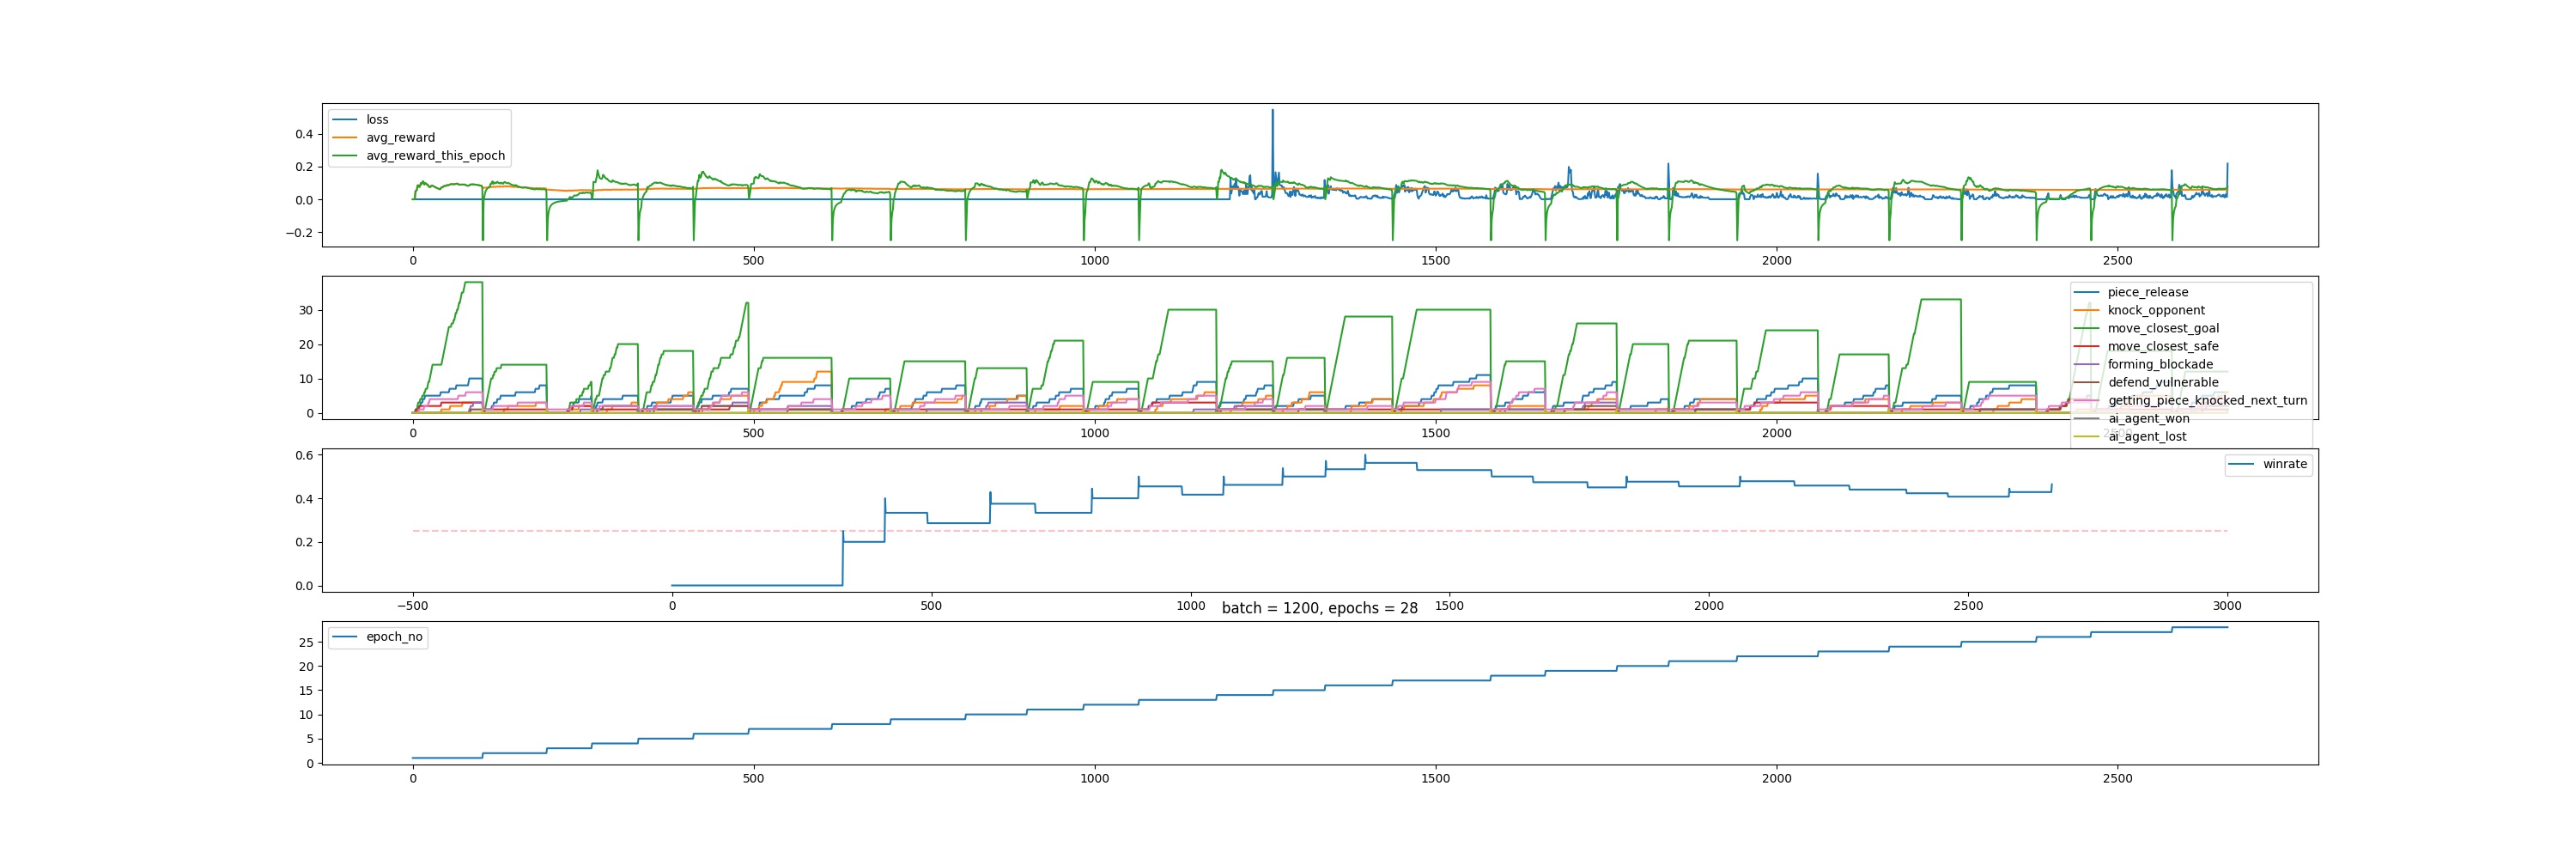 loss
avg_reward
avg_reward_this_epoch
0.4
0.2
0.0
−0.2
0 500 1000 1500 2000 2500
piece_release
knock_opponent
move_closest_goal
move_closest_safe
forming_blockade
defend_vulnerable
getting_piece_knocked_next_turn
ai_agent_won
ai_agent_lost
30
20
10
0
0 500 1000 1500 2000 2500
winrate
0.6
0.4
0.2
0.0
−500 0 500 1000 1500 2000 2500 3000
batch = 1200, epochs = 28
epoch_no
25
20
15
10
5
0
0 500 1000 1500 2000 2500